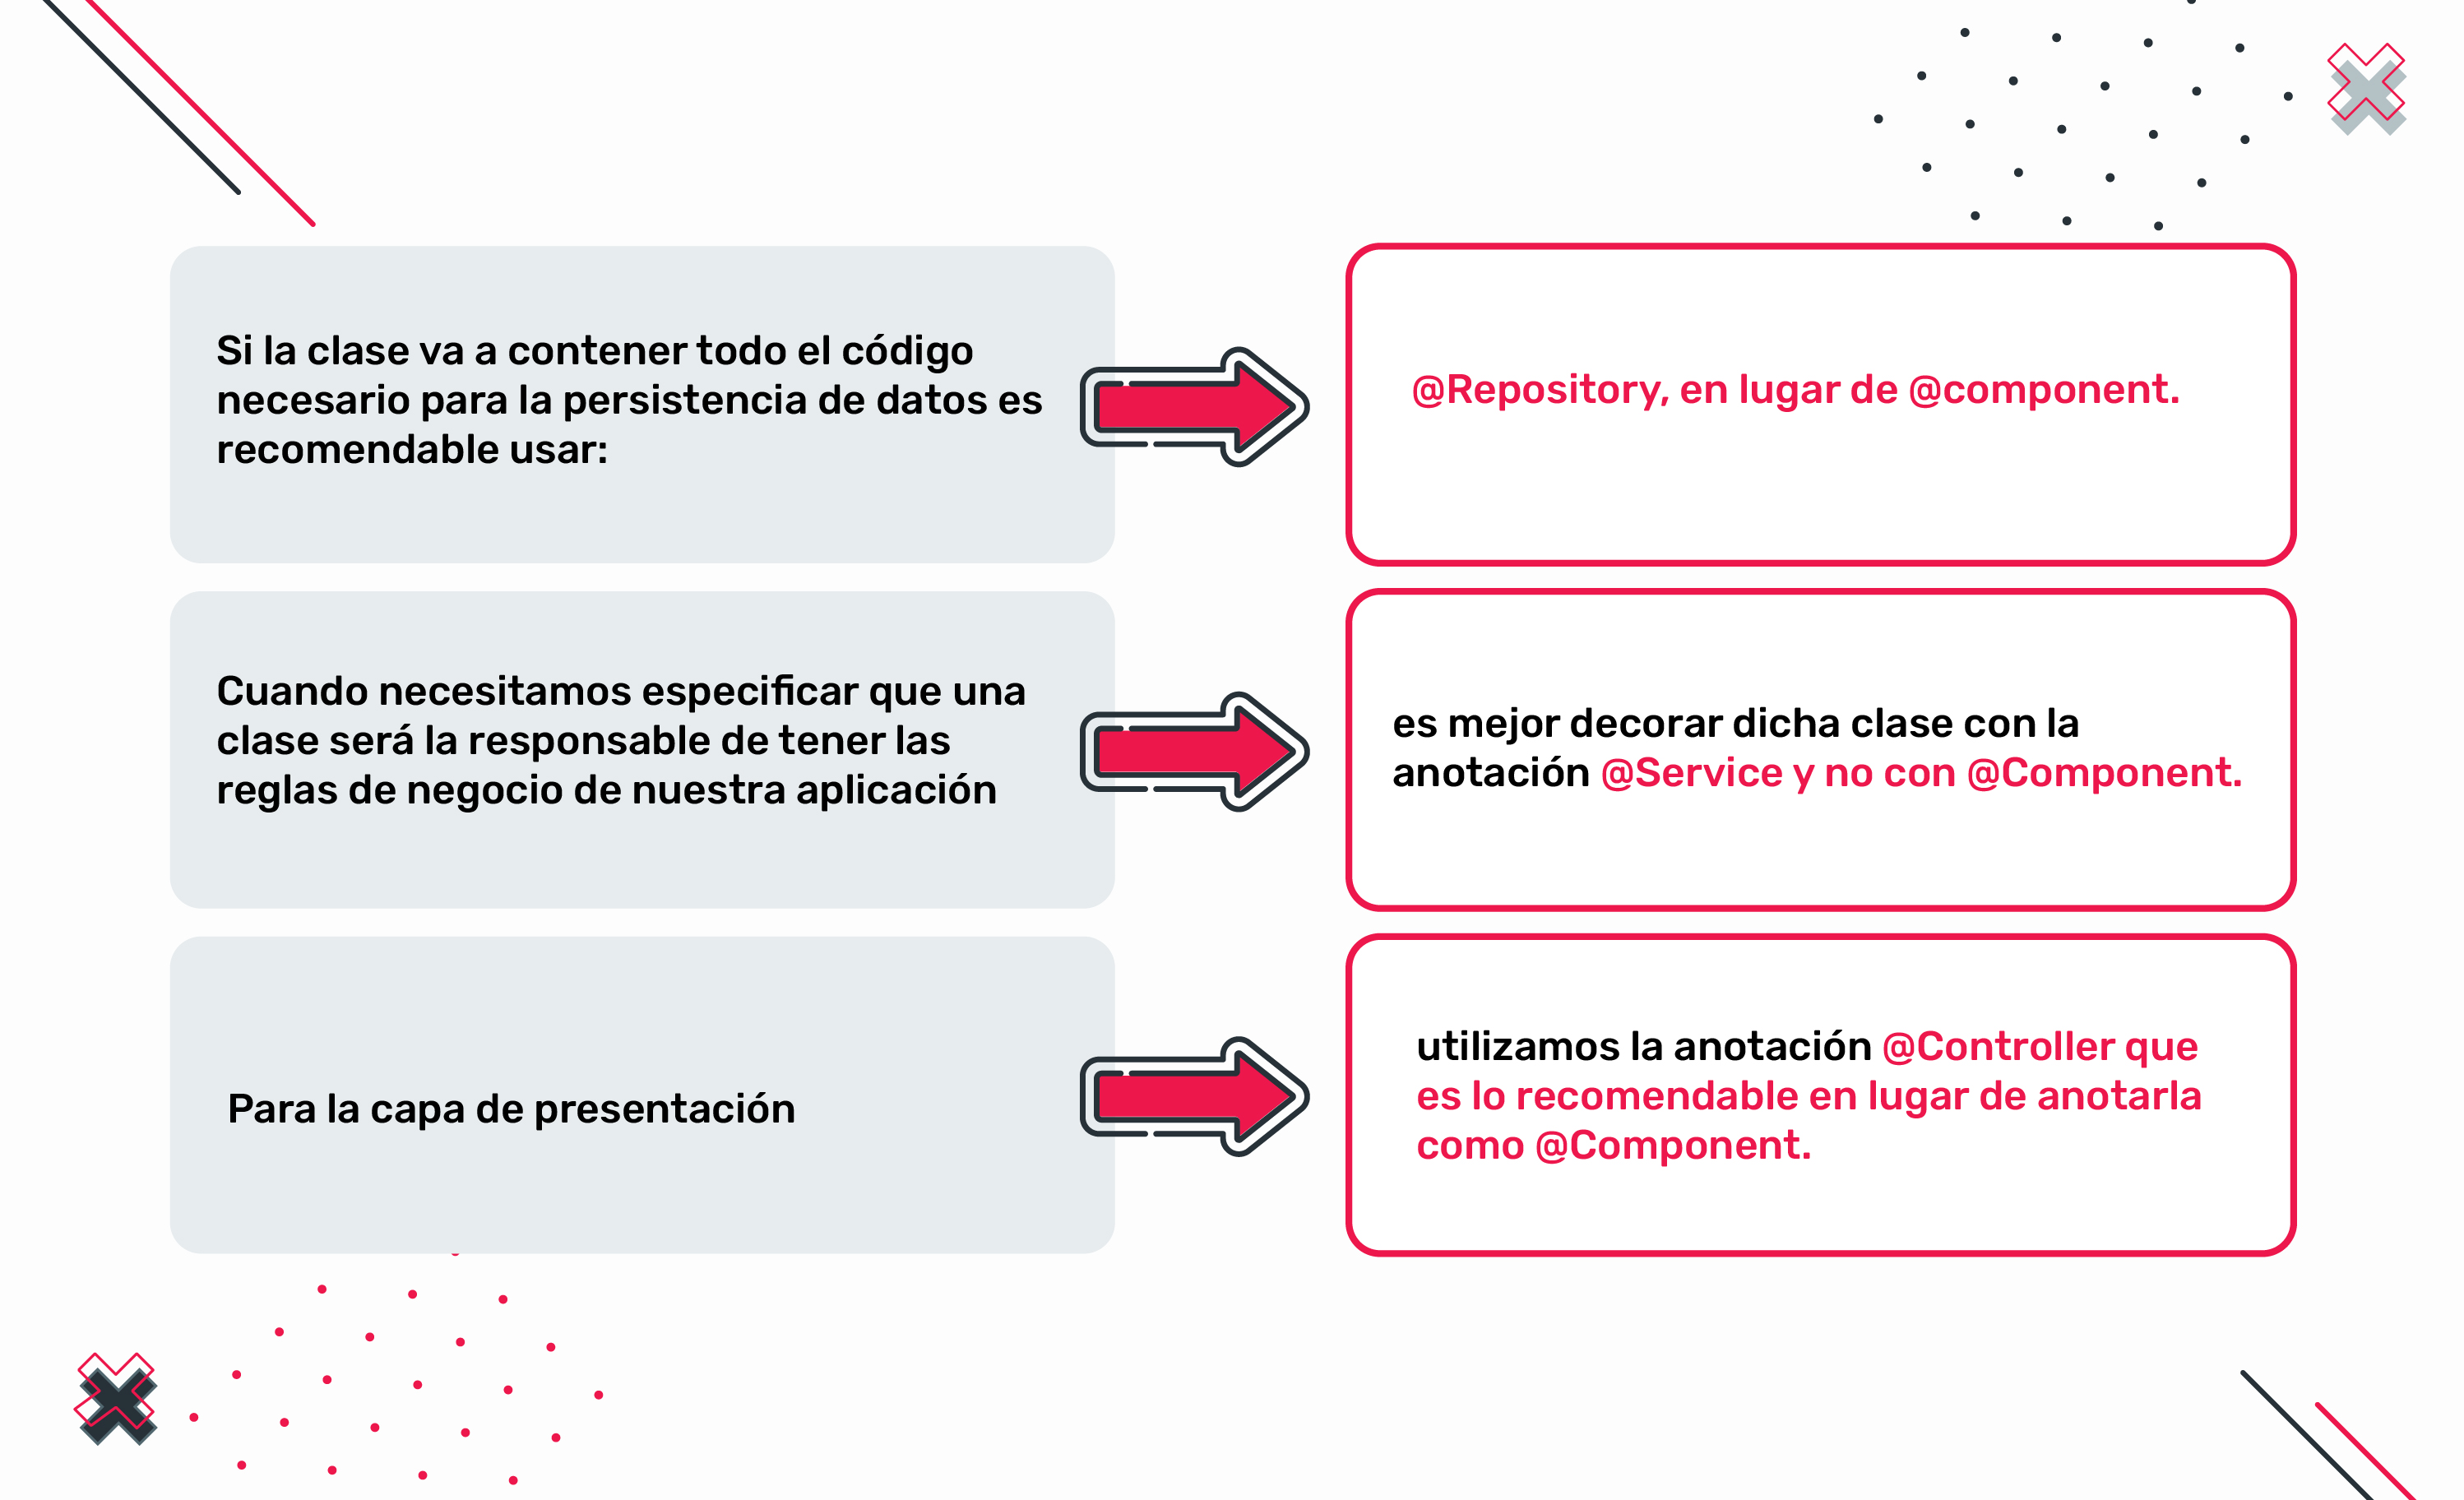 Si la clase va a contener todo el código
necesario para la persistencia de datos es
recomendable usar:
@Repository, en lugar de @component.
Cuando necesitamos especificar que una
clase será la responsable de tener las
reglas de negocio de nuestra aplicación
es mejor decorar dicha clase con la
anotación @Service y no con @Component.
Para la capa de presentación
utilizamos la anotación @Controller que
es lo recomendable en lugar de anotarla
como @Component.